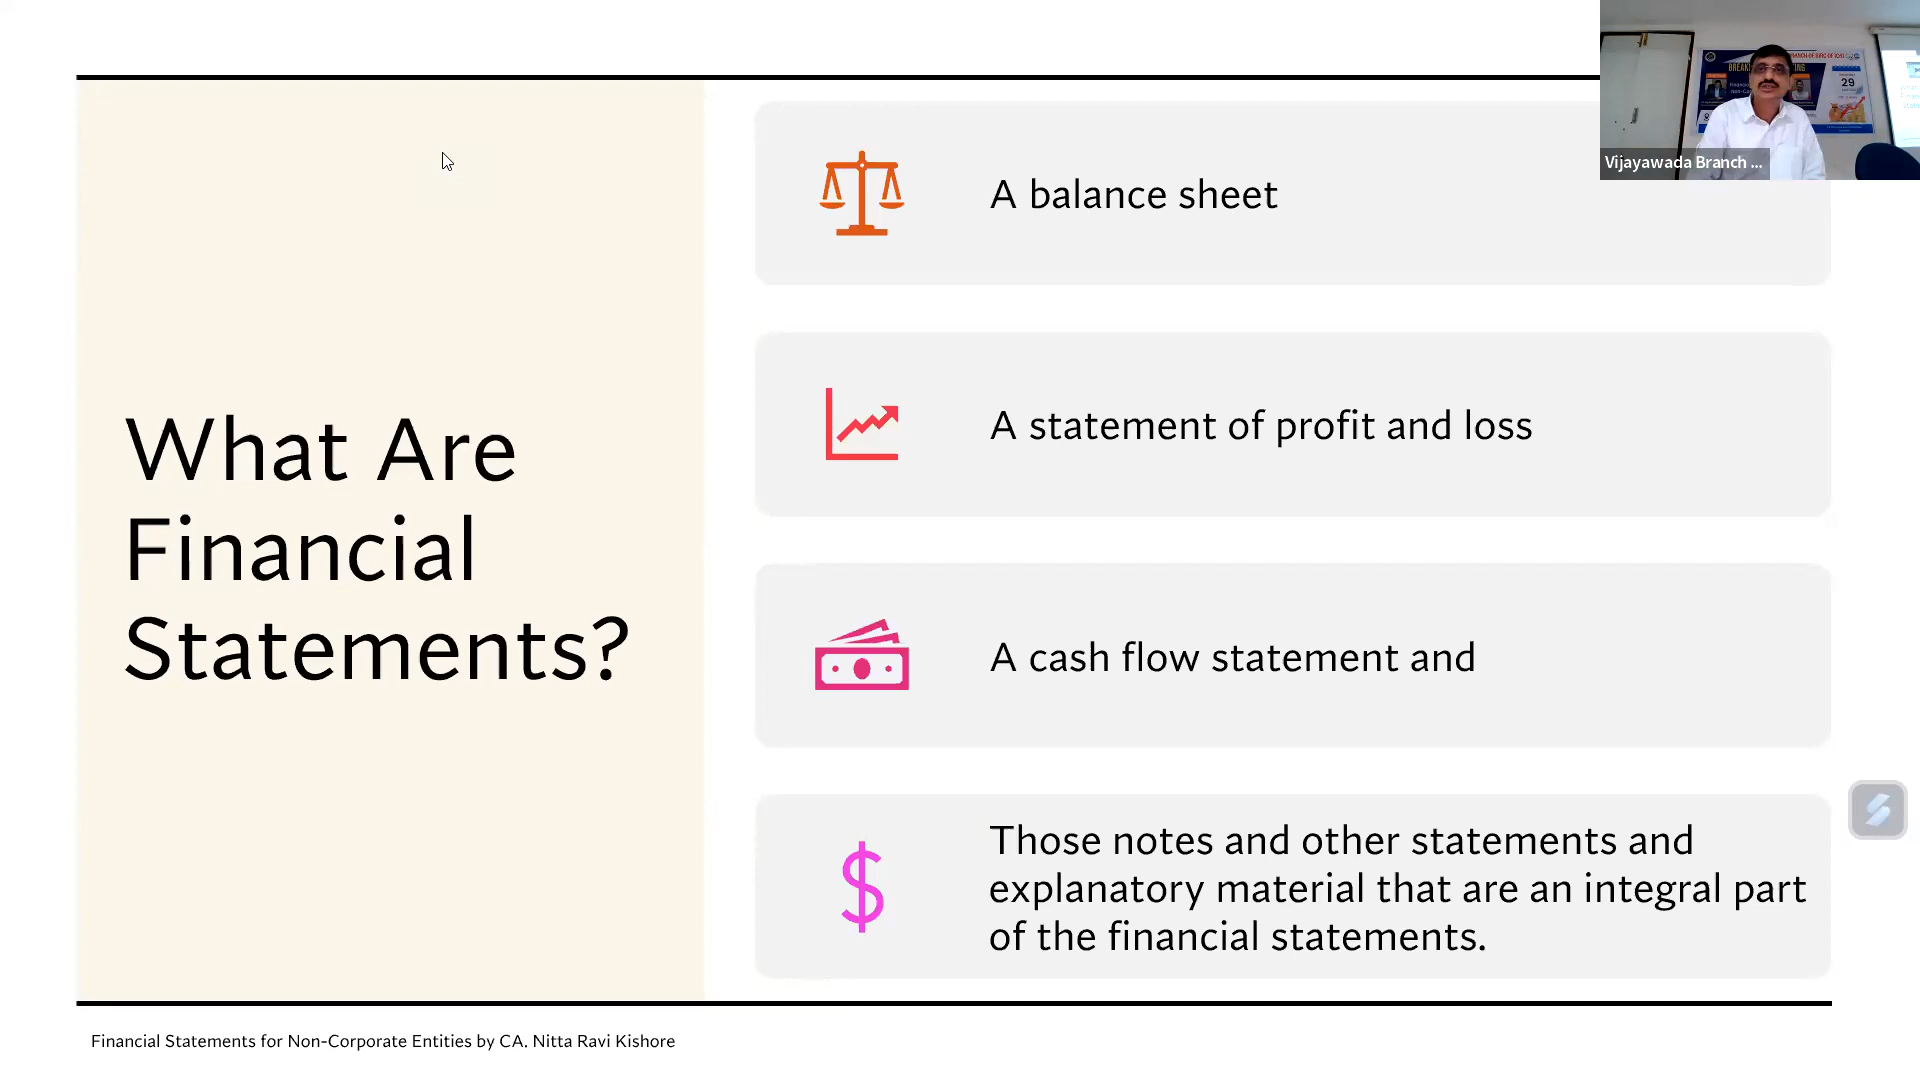 What Are
Financial
Statements?
A balance sheet
A statement of profit and loss
A cash flow statement and
Those notes and other statements and
explanatory material that are an integral part
of the financial statements.
Financial Statements for Non-Corporate Entities by CA. Nitta Ravi Kishore
Vijayawada Branch ...
29